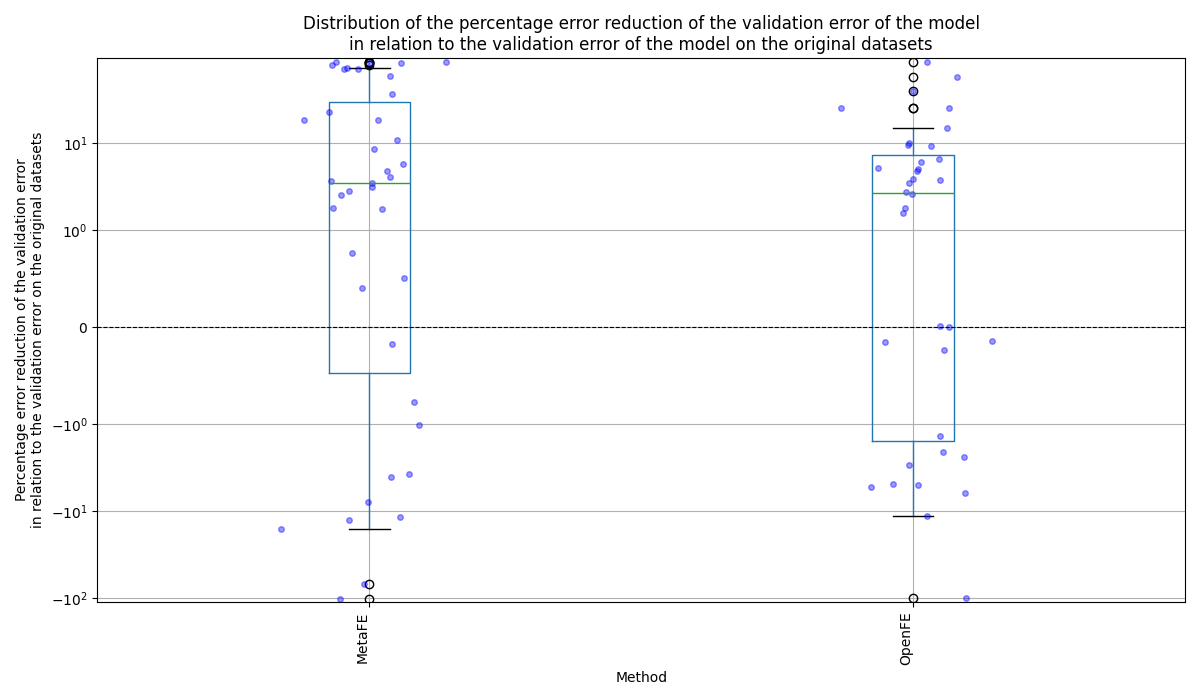 Distribution of the percentage error reduction of the validation error of the model
in relation to the validation error of the model on the original datasets
Percentage error reduction of the validation error
in relation to the validation error on the original datasets
10¹
10⁰
0
−10⁰
−10¹
−10²
MetaFE
OpenFE
Method